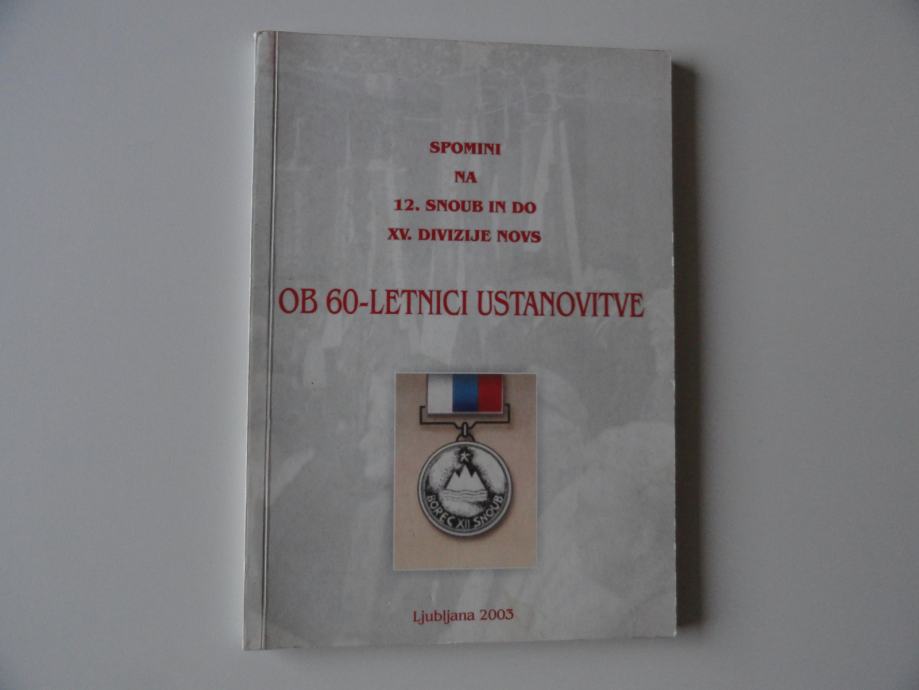 SPOMINI
NA
12. SNOUB IN DO
XV. DIVIZIJE NOVS
OB 60-LETNICI USTANOVITVE
BOREC XII SNOUB
Ljubljana 2003